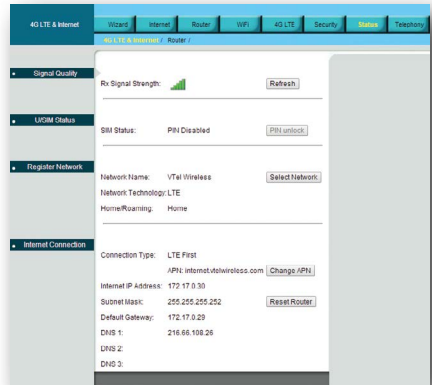 4G LTE & Internet
Wizard Internet Router WiFi 4G LTE Security Status Telephony
4G LTE & Internet / Router /
Signal Quality
Rx Signal Strength: Refresh
U/SIM Status
SIM Status: PIN Disabled PIN unlock
Register Network
Network Name: VTel Wireless Select Network
Network Technology: LTE
Home/Roaming: Home
Internet Connection
Connection Type: LTE First
APN: internet.vtelwireless.com Change APN
Internet IP Address: 172.17.0.30
Subnet Mask: 255.255.255.252 Reset Router
Default Gateway: 172.17.0.29
DNS 1: 216.66.108.26
DNS 2:
DNS 3: